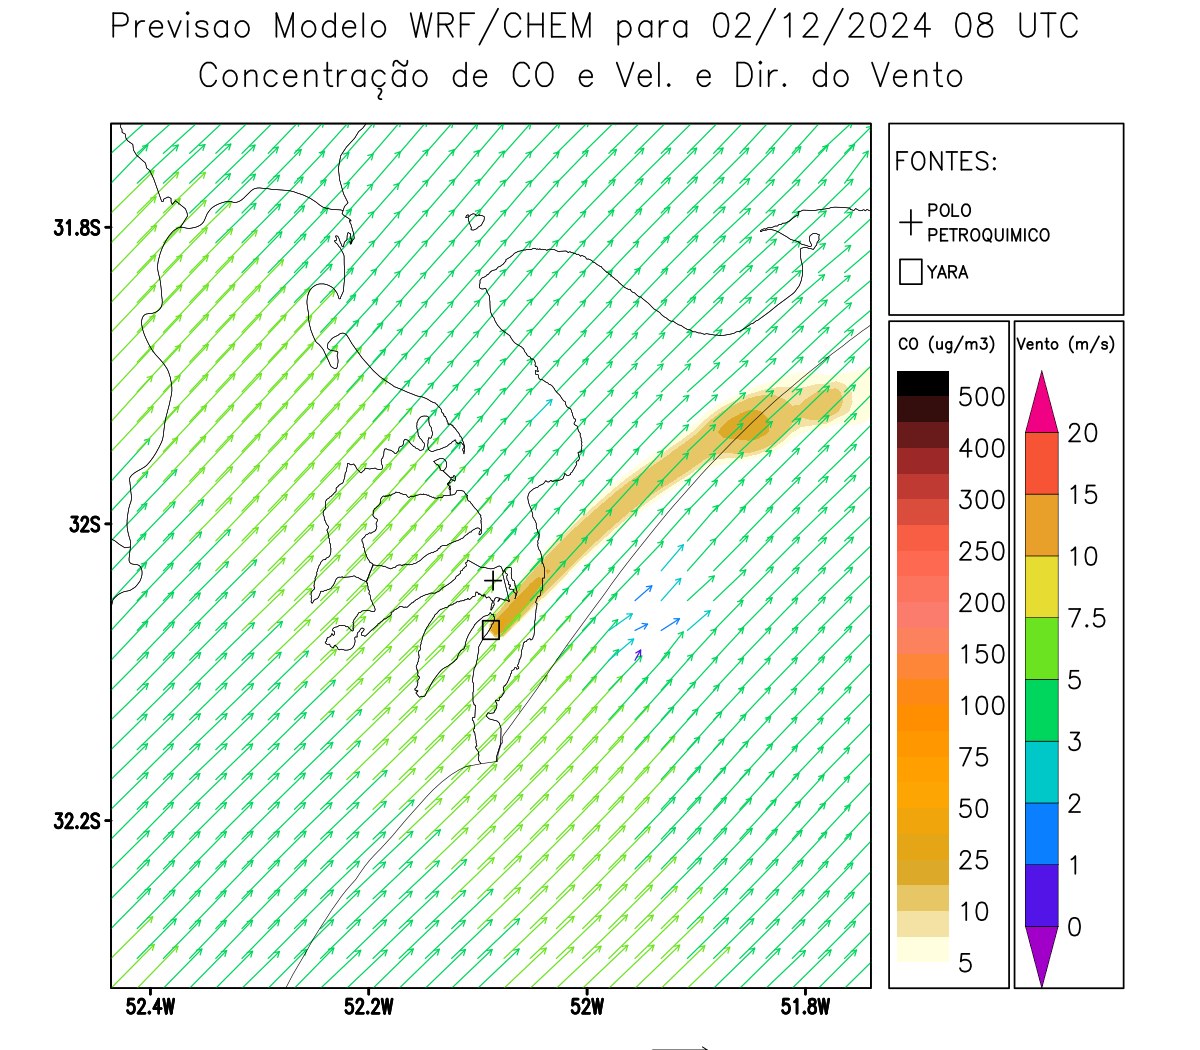 Previsao Modelo WRF/CHEM para 02/12/2024 08 UTC
Concentração de CO e Vel. e Dir. do Vento
FONTES:
POLO
PETROQUIMICO
YARA
CO (ug/m3)
500
400
300
250
200
150
100
75
50
25
10
5
Vento (m/s)
20
15
10
7.5
5
3
2
1
0
31.8S
32S
32.2S
52.4W
52.2W
52W
51.8W